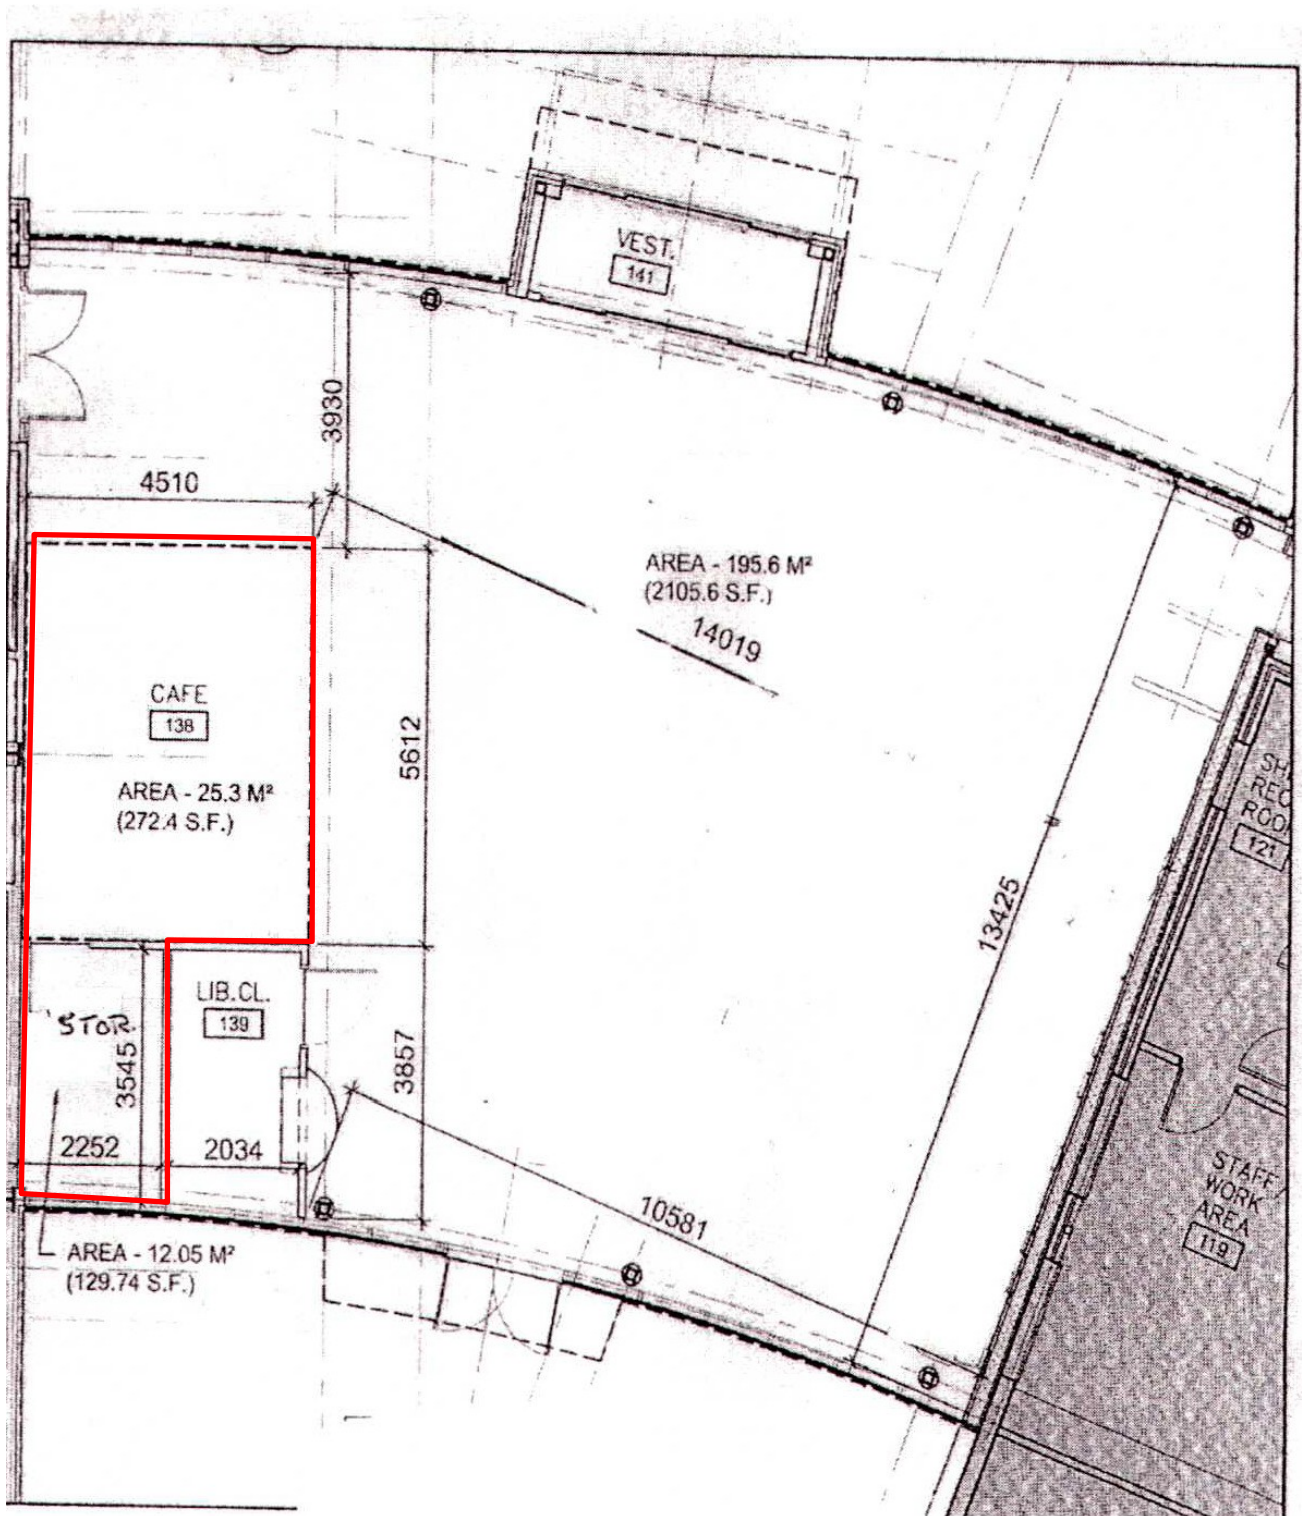 VEST.
141
3930
4510
AREA - 195.6 M²
(2105.6 S.F.)
14019
CAFE
138
5612
AREA - 25.3 M²
(272.4 S.F.)
13425
121
LIB.CL.
139
STOR.
3545
3857
2252
2034
10581
STAFF
WORK
AREA
119
AREA - 12.05 M²
(129.74 S.F.)